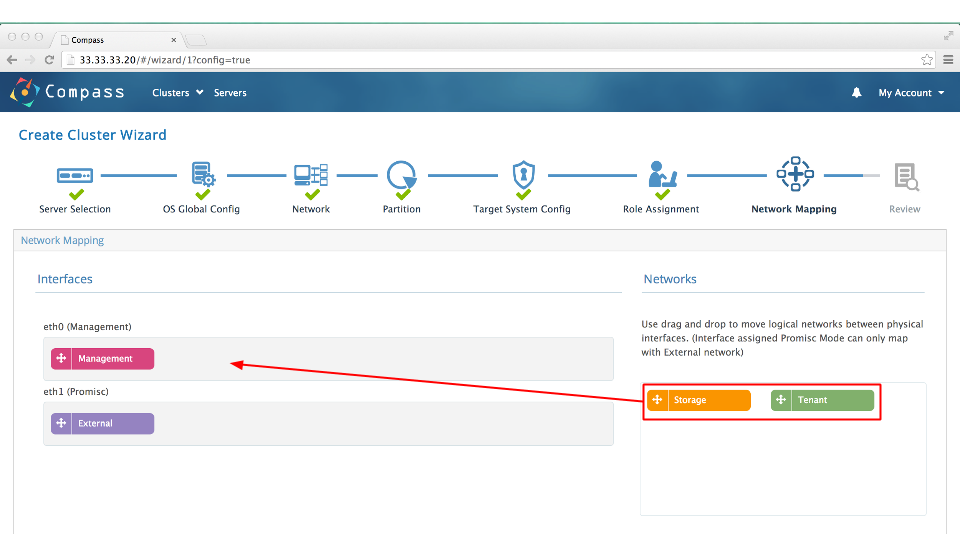 Compass
33.33.33.20/#/wizard/1?config=true
Compass Clusters Servers My Account
Create Cluster Wizard
Server Selection OS Global Config Network Partition Target System Config Role Assignment Network Mapping Review
Network Mapping
Interfaces
eth0 (Management)
Management
eth1 (Promisc)
External
Networks
Use drag and drop to move logical networks between physical
interfaces. (Interface assigned Promisc Mode can only map
with External network)
Storage Tenant